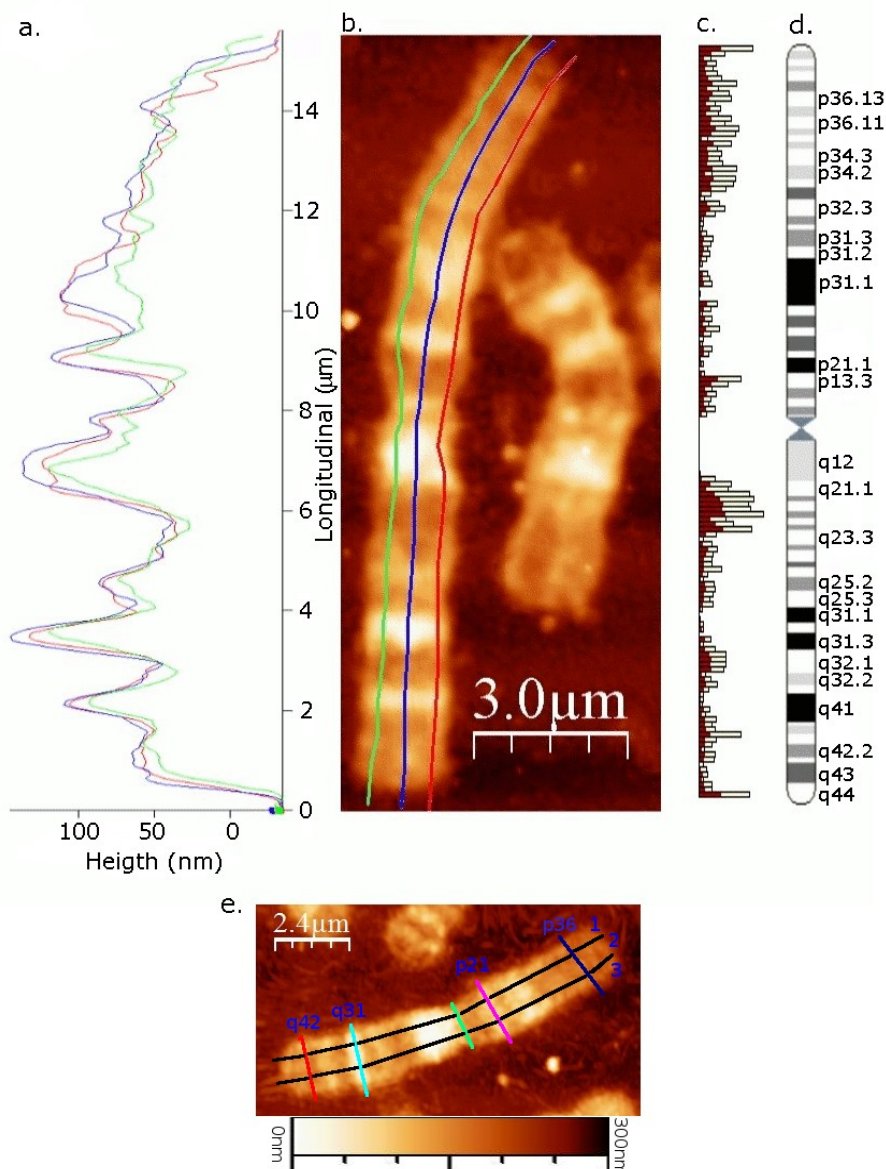 a.
14
12
10
8
6
4
2
0
Longitudinal (μm)
100 50 0
Heigth (nm)
b.
3.0μm
c.
d.
p36.13
p36.11
p34.3
p34.2
p32.3
p31.3
p31.2
p31.1
p21.1
p13.3
q12
q21.1
q23.3
q25.2
q25.3
q31.1
q31.3
q32.1
q32.2
q41
q42.2
q43
q44
e.
2.4μm
p36 1
2
3
p21
q31
q42
0nm
300nm